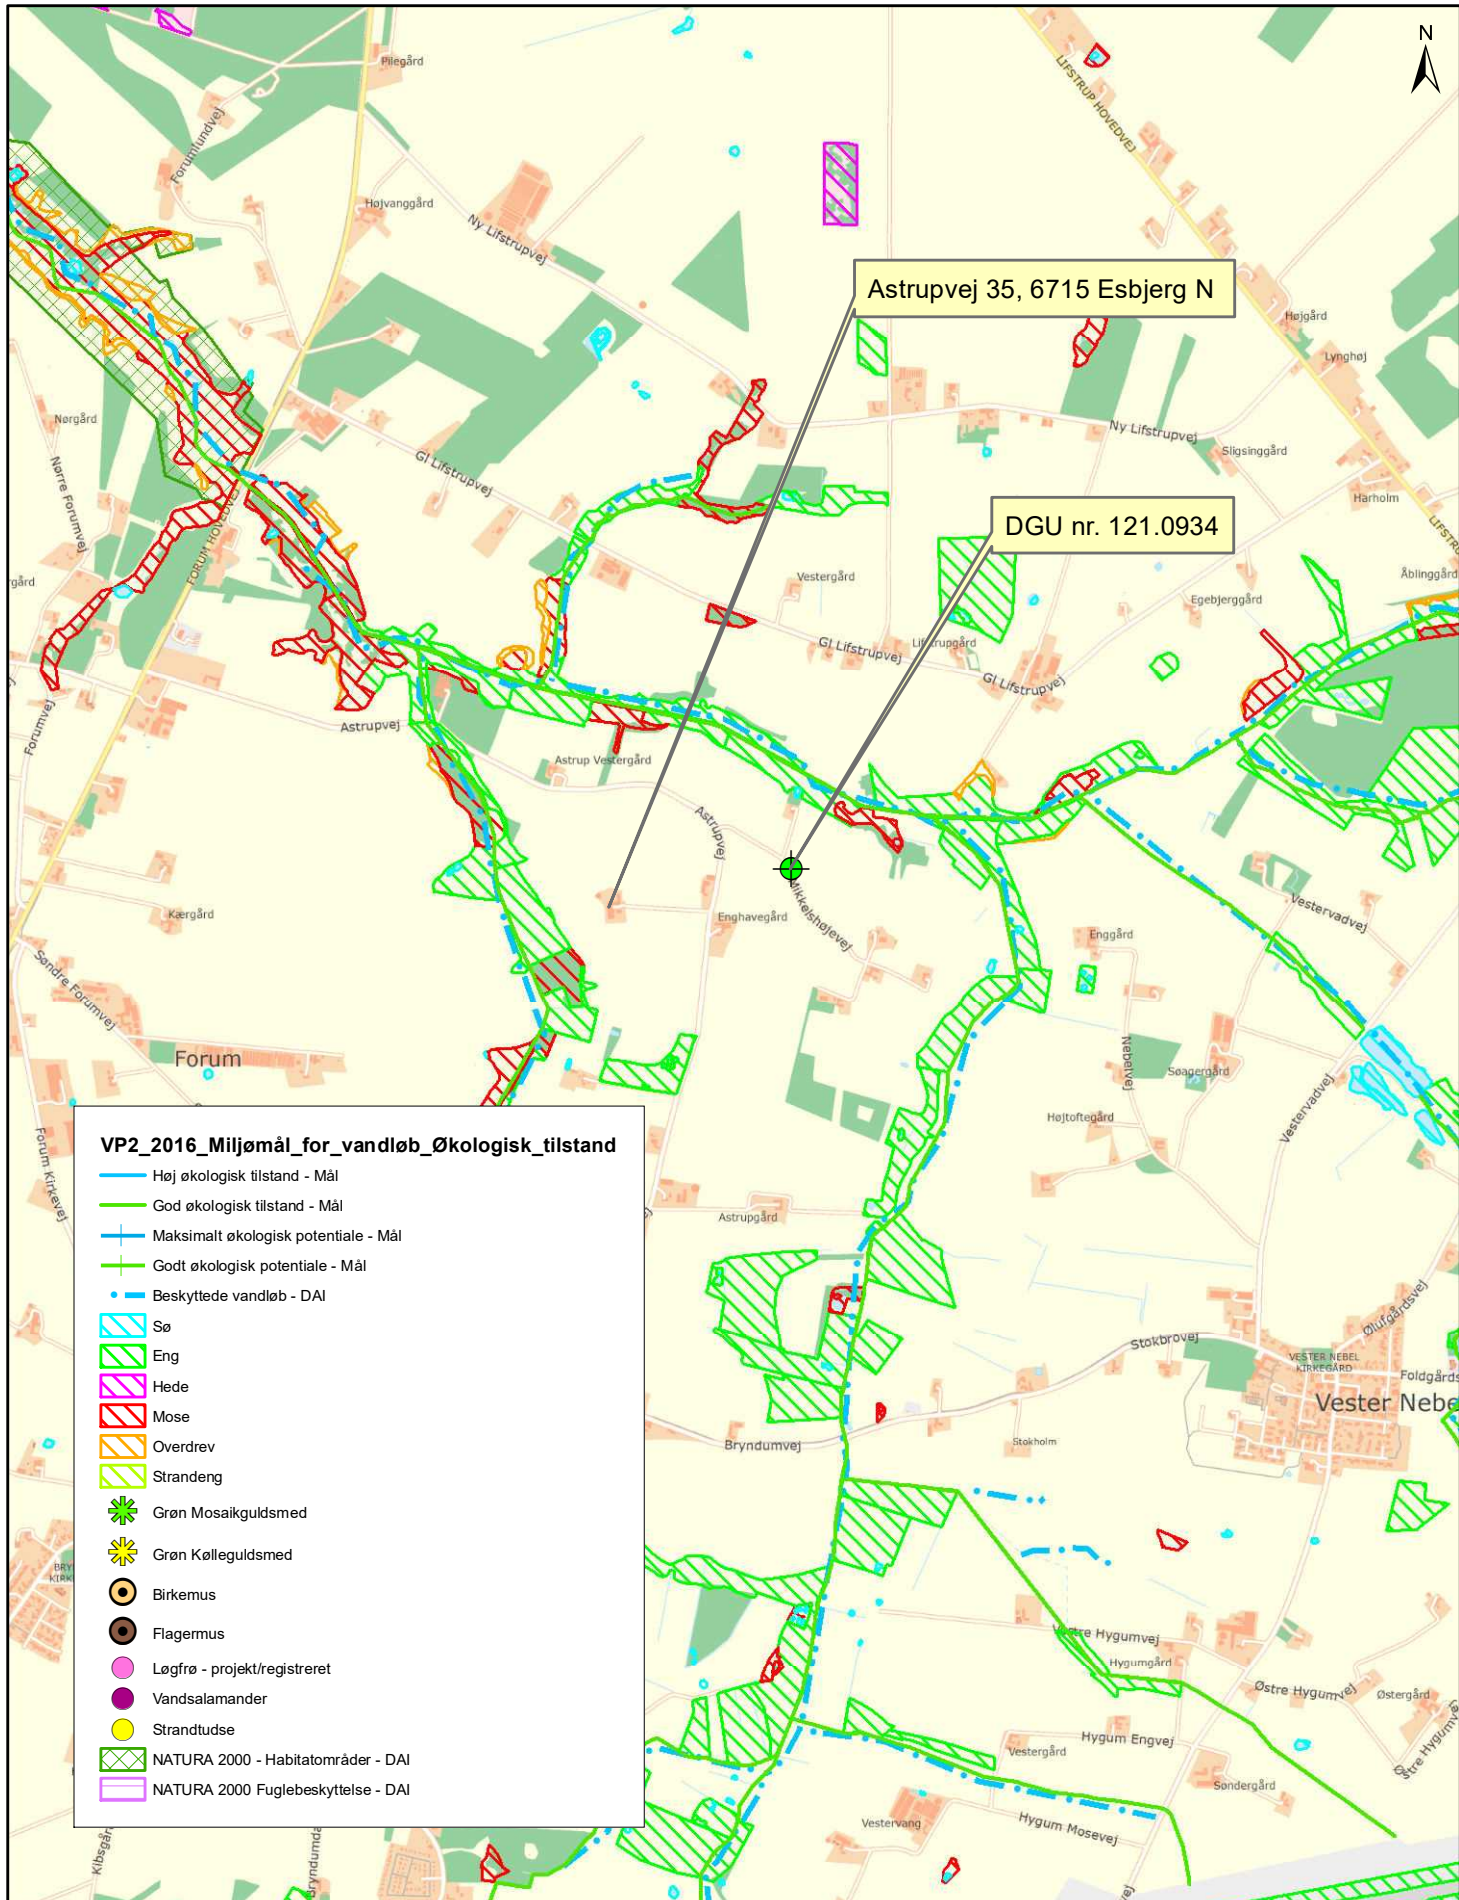 N
Pilegård
LIFSTRUP HOVEDVEJ
Forumlundvej
Højvanggård
Ny Lifstrupvej
Astrupvej 35, 6715 Esbjerg N
Højgård
Lynghøj
Nørgård
Ny Lifstrupvej
Sligsinggård
Gl Lifstrupvej
Nørre Forumvej
Harholm
DGU nr. 121.0934
FORUM HOVEDVEJ
Vestergård
Åblinggård
Egebjerggård
Gl Lifstrupvej
Gl Lifstrupvej
Forumvej
Astrupvej
Astrup Vestergård
Astrupvej
Mikkelshøjevej
Kærgård
Enghavegård
Vestervadvej
Enggård
Søndre Forumvej
Forum
Nebelvej
Søagergård
Højtoftegård
Vestervadvej
Forum Kirkevej
Astrupgård
VP2_2016_Miljømål_for_vandløb_Økologisk_tilstand
Høj økologisk tilstand - Mål
God økologisk tilstand - Mål
Maksimalt økologisk potentiale - Mål
Godt økologisk potentiale - Mål
Beskyttede vandløb - DAI
Sø
Eng
Hede
Mose
Overdrev
Strandeng
Grøn Mosaikguldsmed
Grøn Kølleguldsmed
Birkemus
Flagermus
Løgfrø - projekt/registreret
Vandsalamander
Strandtudse
NATURA 2000 - Habitatområder - DAI
NATURA 2000 Fuglebeskyttelse - DAI
Ølufgårdsvej
Stokbrovej
VESTER NEBEL
KIRKEGÅRD
Foldgårds
Vester Nebe
Bryndumvej
Stokholm
Vestre Hygumvej
Hygumgård
Østre Hygumvej
Østergård
Hygum Engvej
Vestergård
Søndergård
Vestervang
Hygum Mosevej